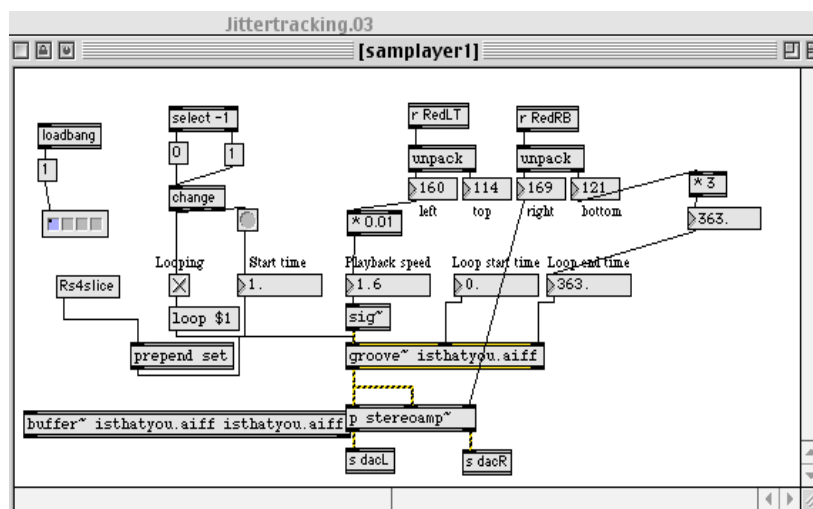 Jittertracking.03
[samplayer1]
select -1
r RedLT
r RedRB
loadbang
0
1
unpack
unpack
1
160
114
169
121
* 3
change
left
top
right
bottom
* 0.01
363.
Looping
Start time
Playback speed
Loop start time
Loop end time
Rs4slice
1.
1.6
0.
363.
loop $1
sig~
prepend set
groove~ isthatyou.aiff
buffer~ isthatyou.aiff isthatyou.aiff
p stereoamp~
s dacL
s dacR